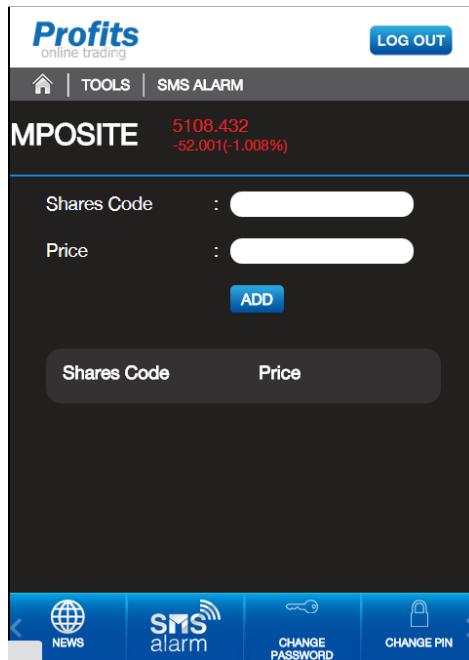 Profits
online trading
LOG OUT
TOOLS
SMS ALARM
MPOSITE
5108.432
-52.001(-1.008%)
Shares Code :
Price :
ADD
Shares Code Price
NEWS
SMS
alarm
CHANGE
PASSWORD
CHANGE PIN